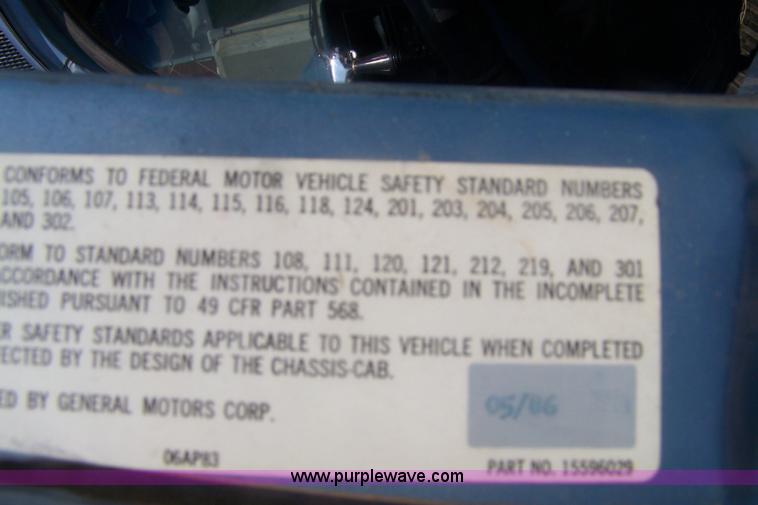 CONFORMS TO FEDERAL MOTOR VEHICLE SAFETY STANDARD NUMBERS
105, 106, 107, 113, 114, 115, 116, 118, 124, 201, 203, 204, 205, 206, 207,
AND 302.
ORM TO STANDARD NUMBERS 108, 111, 120, 121, 212, 219, AND 301
ACCORDANCE WITH THE INSTRUCTIONS CONTAINED IN THE INCOMPLETE
ISHED PURSUANT TO 49 CFR PART 568.
ER SAFETY STANDARDS APPLICABLE TO THIS VEHICLE WHEN COMPLETED
FECTED BY THE DESIGN OF THE CHASSIS-CAB.
ED BY GENERAL MOTORS CORP.
05/86
06AP83
PART NO. 15596029
www.purplewave.com